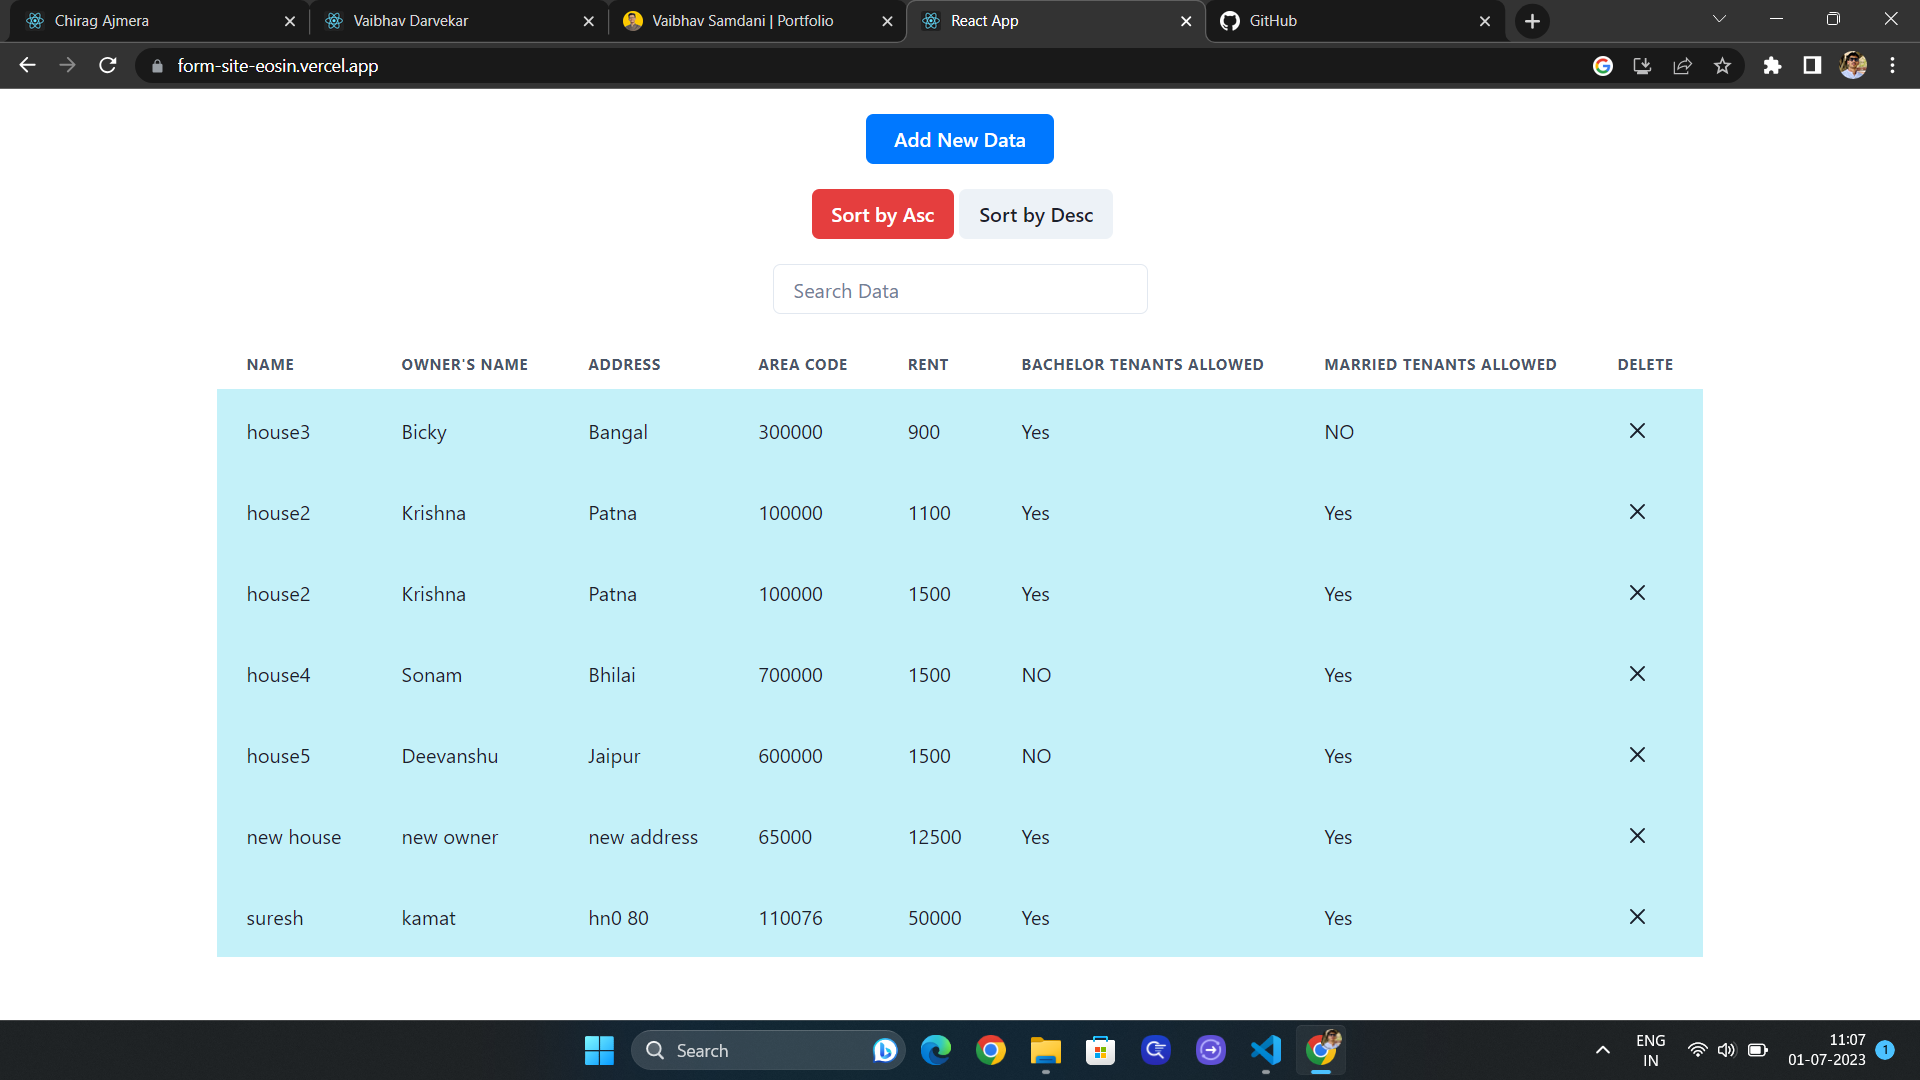 Chirag Ajmera Vaibhav Darvekar Vaibhav Samdani | Portfolio React App GitHub
form-site-eosin.vercel.app
Add New Data
Sort by Asc Sort by Desc
Search Data
NAME OWNER'S NAME ADDRESS AREA CODE RENT BACHELOR TENANTS ALLOWED MARRIED TENANTS ALLOWED DELETE
house3 Bicky Bangal 300000 900 Yes NO
house2 Krishna Patna 100000 1100 Yes Yes
house2 Krishna Patna 100000 1500 Yes Yes
house4 Sonam Bhilai 700000 1500 NO Yes
house5 Deevanshu Jaipur 600000 1500 NO Yes
new house new owner new address 65000 12500 Yes Yes
suresh kamat hn0 80 110076 50000 Yes Yes
Search ENG 11:07 1
IN 01-07-2023